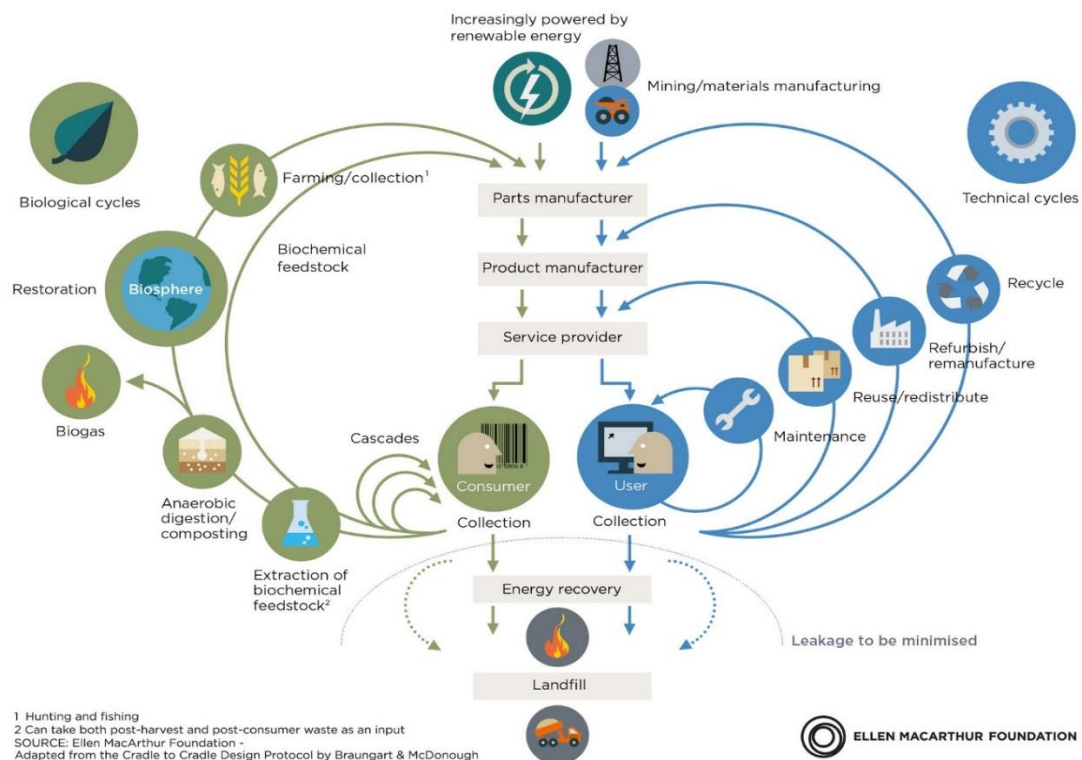 Increasingly powered by
renewable energy
Mining/materials manufacturing
Biological cycles
Farming/collection¹
Technical cycles
Parts manufacturer
Biochemical
feedstock
Product manufacturer
Restoration
Biosphere
Recycle
Service provider
Refurbish/
remanufacture
Reuse/redistribute
Biogas
Cascades
Maintenance
Consumer
User
Anaerobic
digestion/
composting
Collection
Collection
Extraction of
biochemical
feedstock²
Energy recovery
Leakage to be minimised
Landfill
1 Hunting and fishing
2 Can take both post-harvest and post-consumer waste as an input
SOURCE: Ellen MacArthur Foundation -
Adapted from the Cradle to Cradle Design Protocol by Braungart & McDonough
ELLEN MACARTHUR FOUNDATION